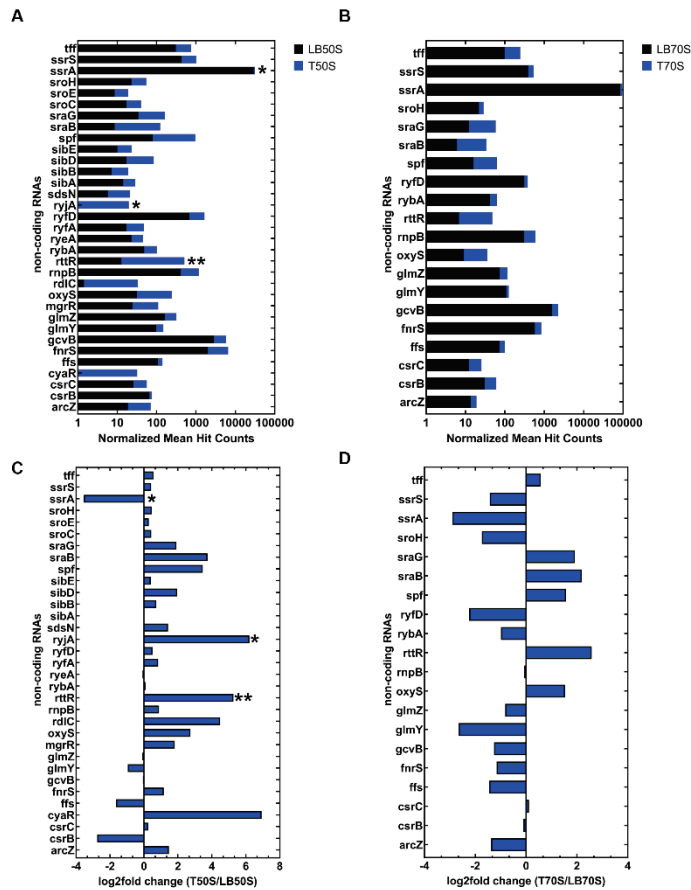 A
LB50S
T50S
non-coding RNAs
tff
ssrS
ssrA *
sroH
sroE
sroC
sraG
sraB
spf
sibE
sibD
sibB
sibA
sdsN
ryjA *
ryfD
ryfA
ryeA
rybA
rttR **
rnpB
rdlC
oxyS
mgrR
glmZ
glmY
gcvB
fnrS
ffs
cyaR
csrC
csrB
arcZ
1 10 100 1000 10000 100000
Normalized Mean Hit Counts
B
LB70S
T70S
non-coding RNAs
tff
ssrS
ssrA
sroH
sraG
sraB
spf
ryfD
rybA
rttR
rnpB
oxyS
glmZ
glmY
gcvB
fnrS
ffs
csrC
csrB
arcZ
1 10 100 1000 10000 100000
Normalized Mean Hit Counts
C
non-coding RNAs
tff
ssrS
ssrA *
sroH
sroE
sroC
sraG
sraB
spf
sibE
sibD
sibB
sibA
sdsN
ryjA *
ryfD
ryfA
ryeA
rybA
rttR **
rnpB
rdlC
oxyS
mgrR
glmZ
glmY
gcvB
fnrS
ffs
cyaR
csrC
csrB
arcZ
-4 -2 0 2 4 6 8
log2fold change (T50S/LB50S)
D
non-coding RNAs
tff
ssrS
ssrA
sroH
sraG
sraB
spf
ryfD
rybA
rttR
rnpB
oxyS
glmZ
glmY
gcvB
fnrS
ffs
csrC
csrB
arcZ
-4 -2 0 2 4
log2fold change (T70S/LB70S)